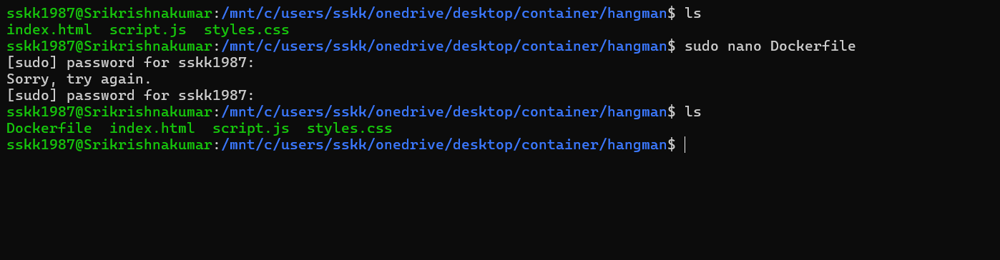 sskk1987@Srikrishnakumar:/mnt/c/users/sskk/onedrive/desktop/container/hangman$ ls
index.html  script.js  styles.css
sskk1987@Srikrishnakumar:/mnt/c/users/sskk/onedrive/desktop/container/hangman$ sudo nano Dockerfile
[sudo] password for sskk1987:
Sorry, try again.
[sudo] password for sskk1987:
sskk1987@Srikrishnakumar:/mnt/c/users/sskk/onedrive/desktop/container/hangman$ ls
Dockerfile  index.html  script.js  styles.css
sskk1987@Srikrishnakumar:/mnt/c/users/sskk/onedrive/desktop/container/hangman$